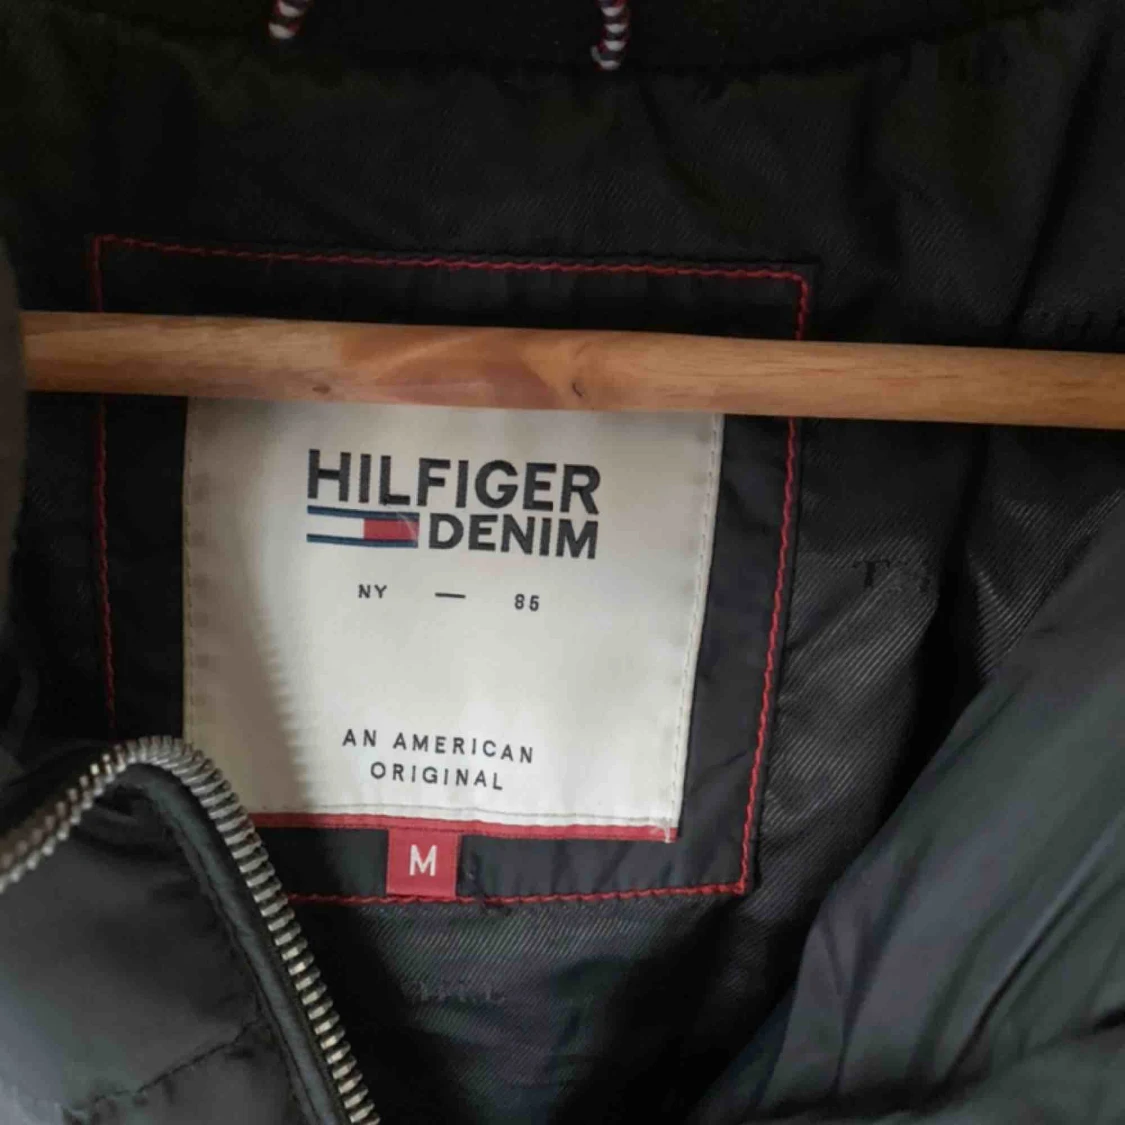 HILFIGER
DENIM
NY — 85
AN AMERICAN
ORIGINAL
M